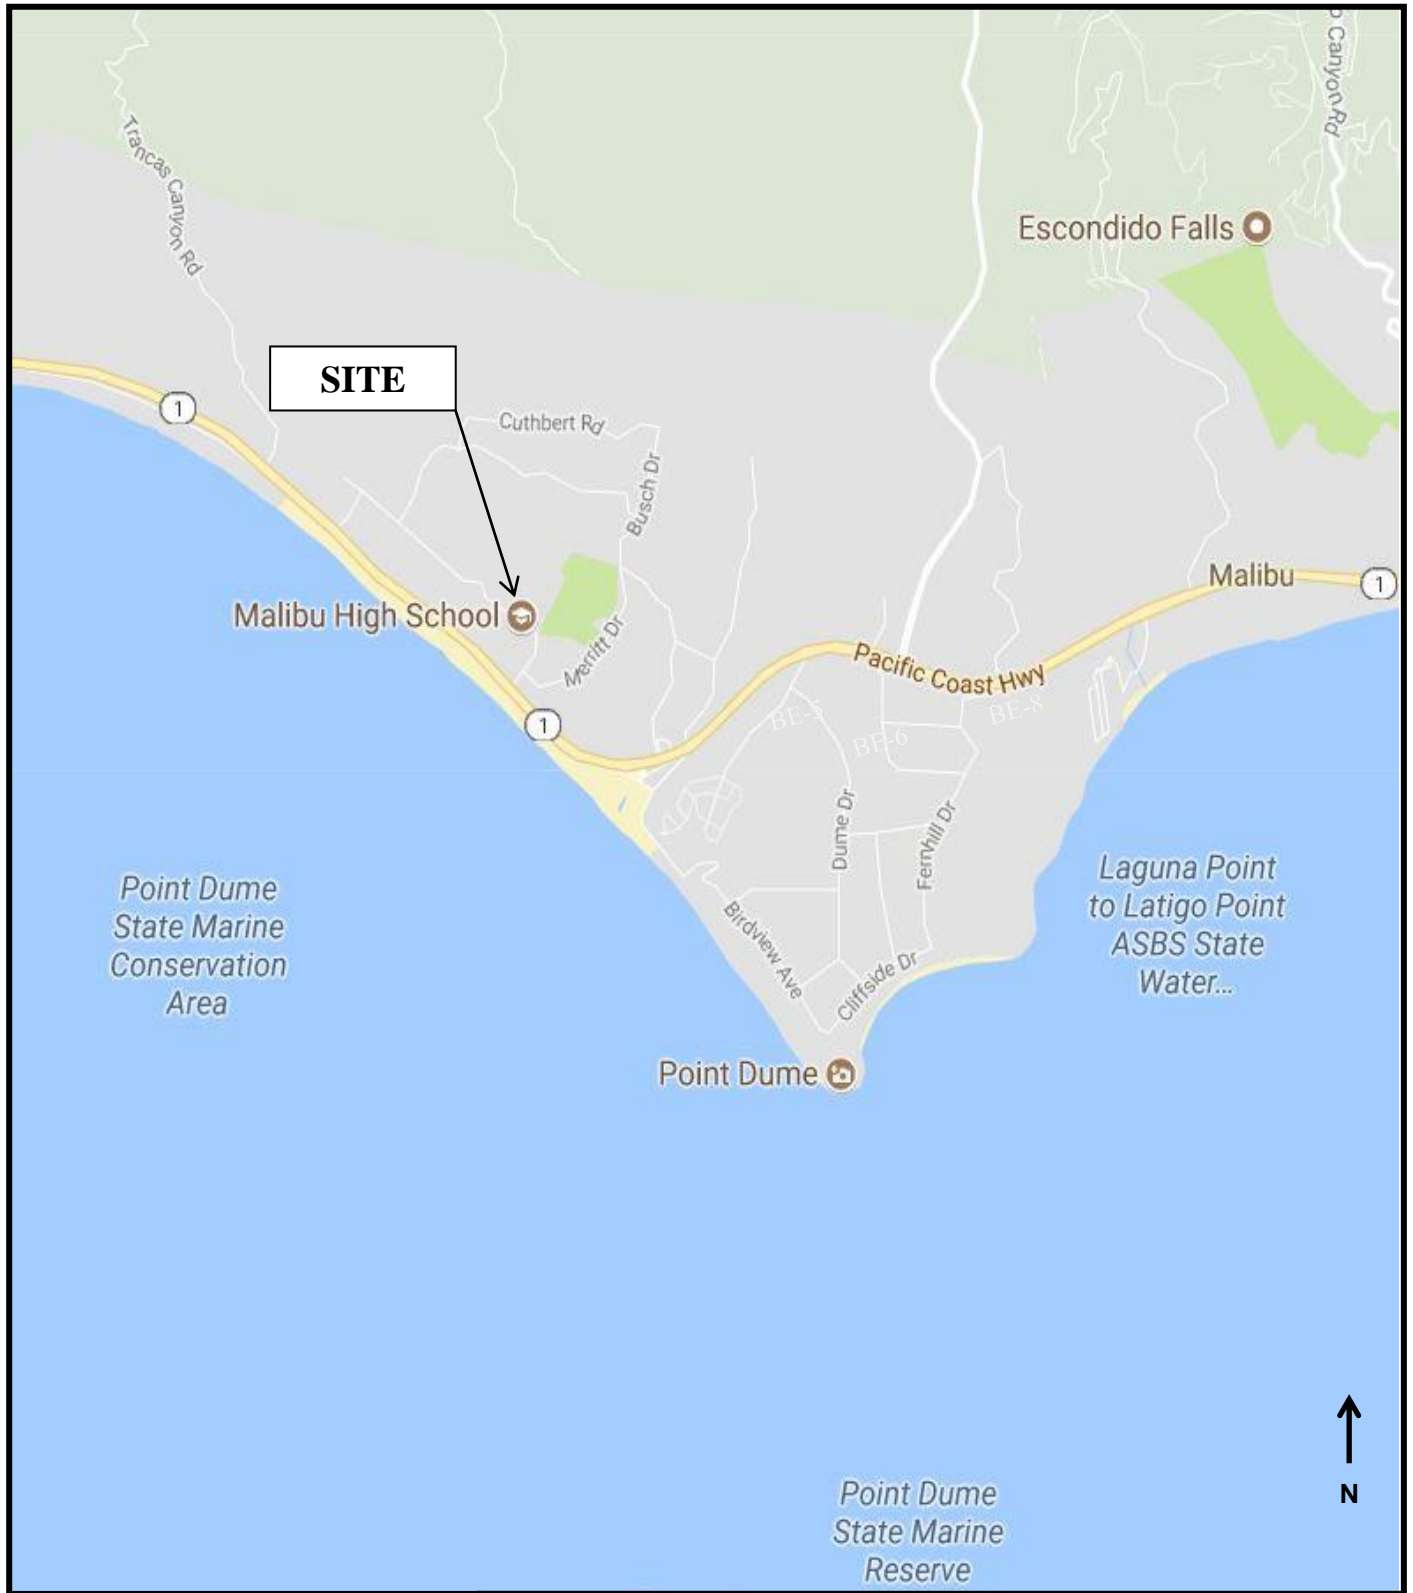 o Canyon Rd
Trancas Canyon Rd
Escondido Falls
SITE
1
Cuthbert Rd
Busch Dr
Malibu
1
Malibu High School
Merritt Dr
Pacific Coast Hwy
BE-5
BE-8
1
BE-6
Dume Dr
Fernhill Dr
Laguna Point
to Latigo Point
ASBS State
Water...
Point Dume
State Marine
Conservation
Area
Birdview Ave
Cliffside Dr
Point Dume
N
Point Dume
State Marine
Reserve